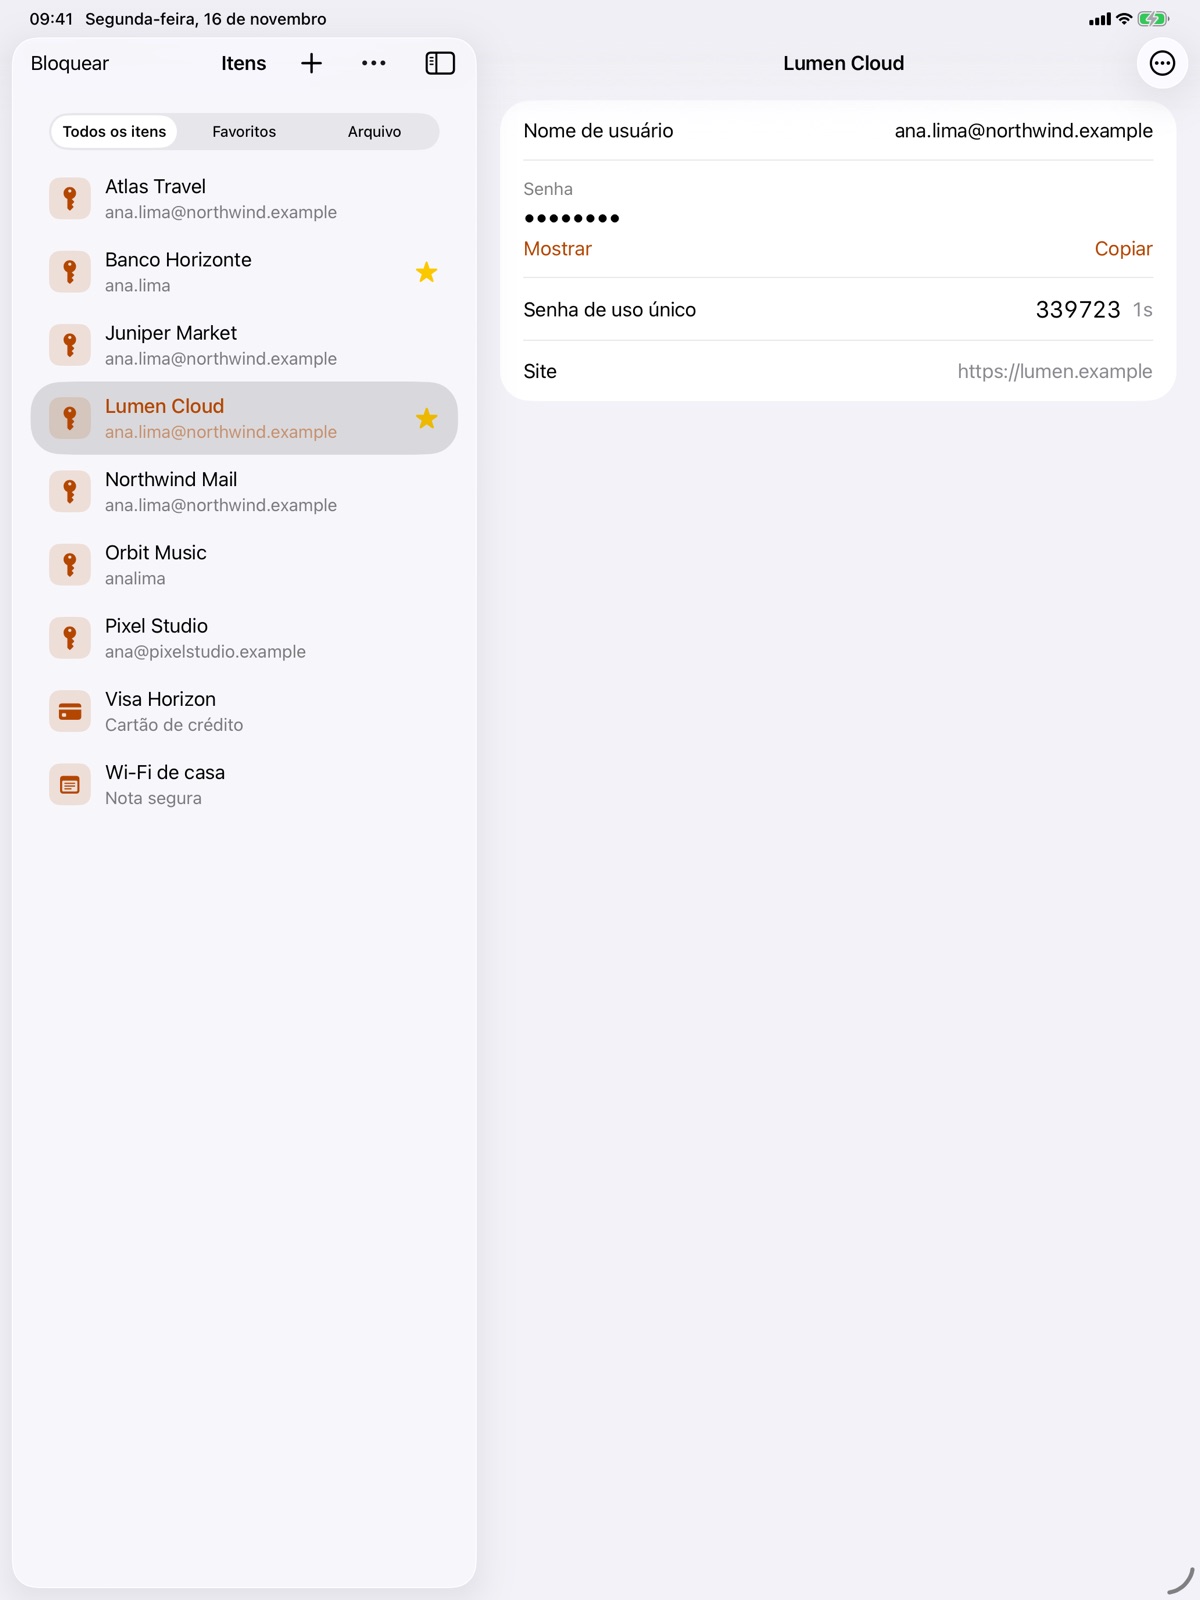 09:41 Segunda-feira, 16 de novembro
Bloquear
Itens
Todos os itens
Favoritos
Arquivo
Atlas Travel
ana.lima@northwind.example
Banco Horizonte
ana.lima
Juniper Market
ana.lima@northwind.example
Lumen Cloud
ana.lima@northwind.example
Northwind Mail
ana.lima@northwind.example
Orbit Music
analima
Pixel Studio
ana@pixelstudio.example
Visa Horizon
Cartão de crédito
Wi-Fi de casa
Nota segura
Lumen Cloud
Nome de usuário ana.lima@northwind.example
Senha
••••••••
Mostrar Copiar
Senha de uso único 339723 1s
Site https://lumen.example